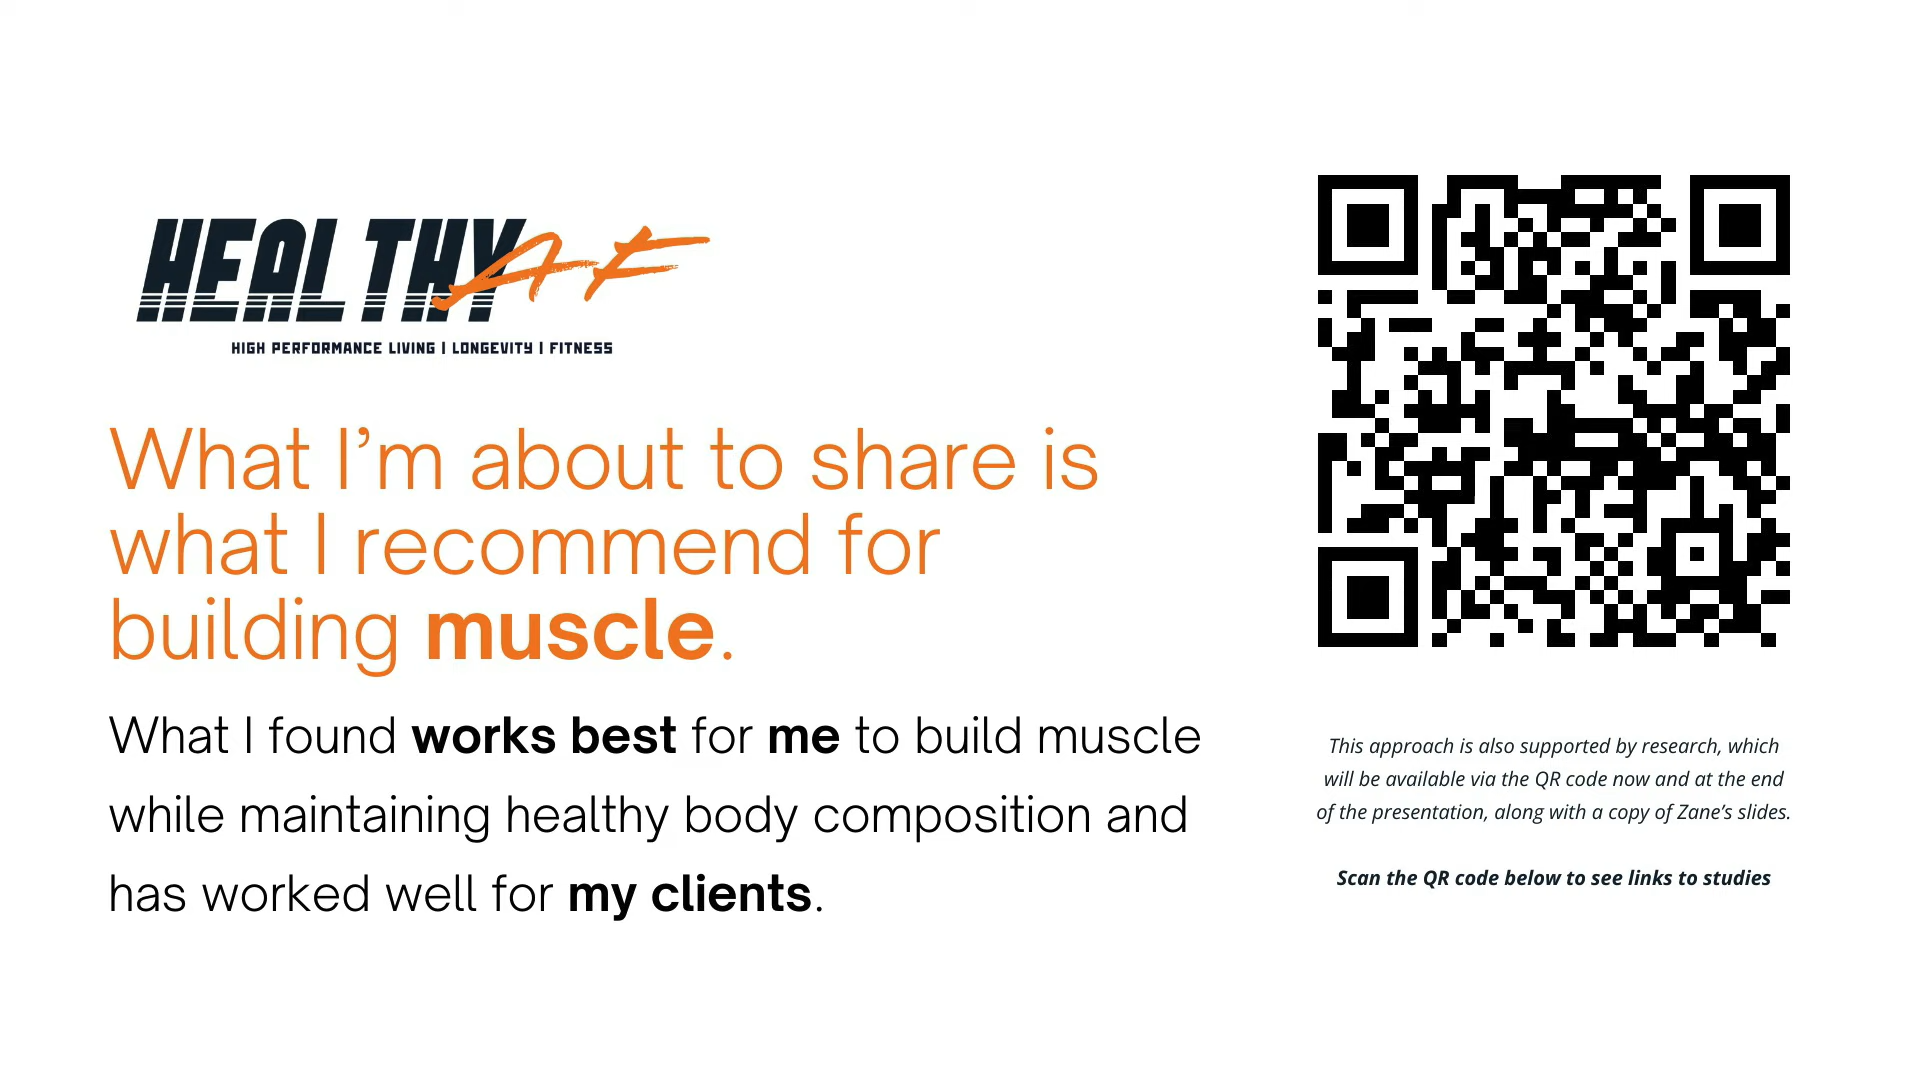 HEALTHY AF
HIGH PERFORMANCE LIVING | LONGEVITY | FITNESS
What I’m about to share is
what I recommend for
building muscle.
What I found works best for me to build muscle
while maintaining healthy body composition and
has worked well for my clients.
This approach is also supported by research, which
will be available via the QR code now and at the end
of the presentation, along with a copy of Zane’s slides.
Scan the QR code below to see links to studies